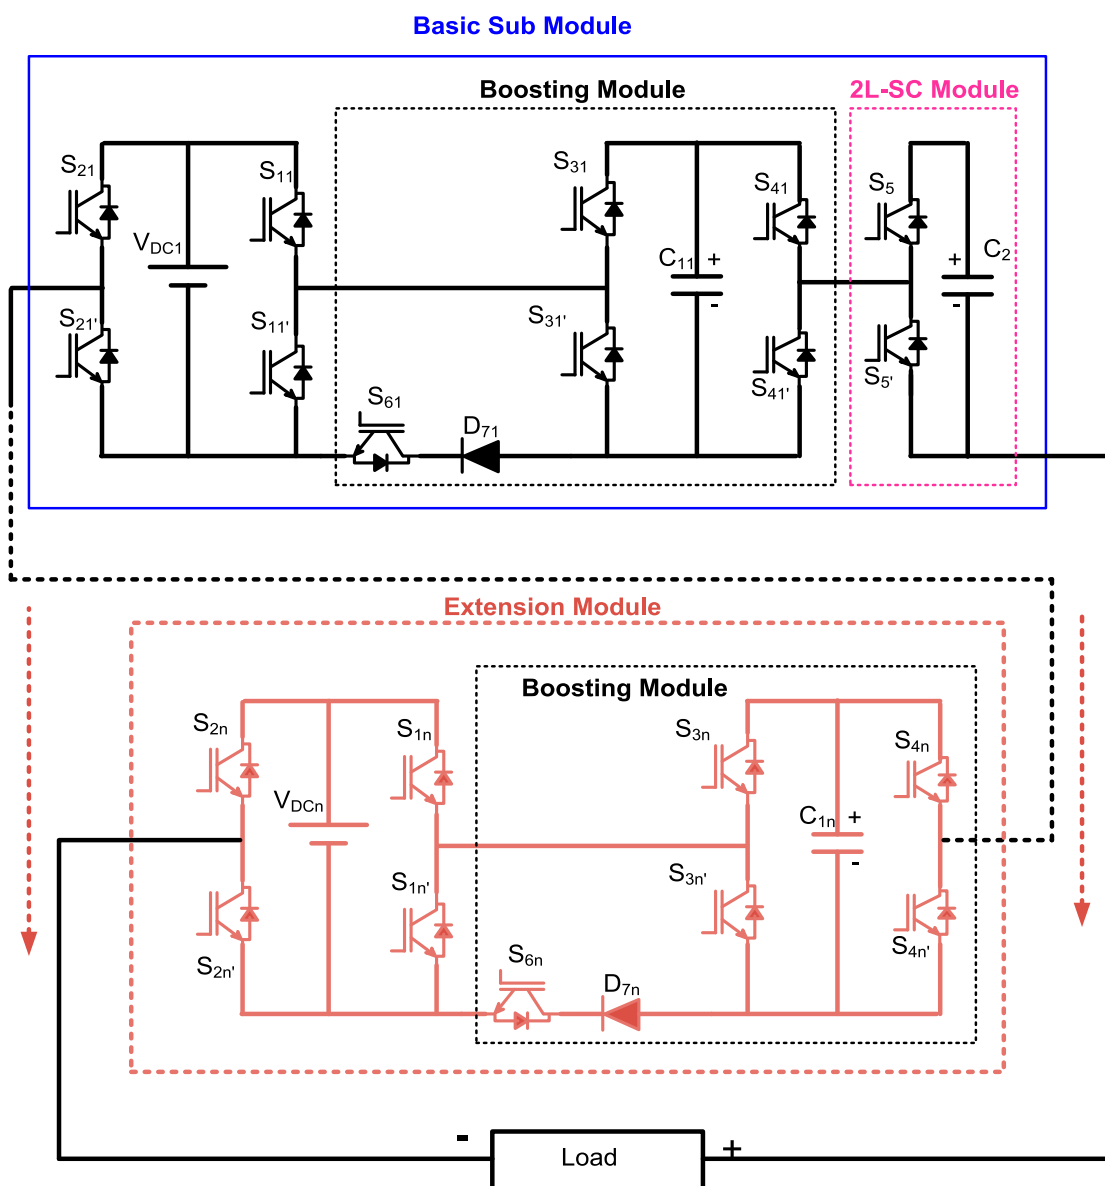 Basic Sub Module
Boosting Module
2L-SC Module
S21
S11
S31
S41
S5
VDC1
C11
+
-
+
-
C2
S21'
S11'
S31'
S41'
S5'
S61
D71
Extension Module
Boosting Module
S2n
S1n
S3n
S4n
VDCn
C1n
+
-
S1n'
S3n'
S2n'
S4n'
S6n
D7n
-
Load
+